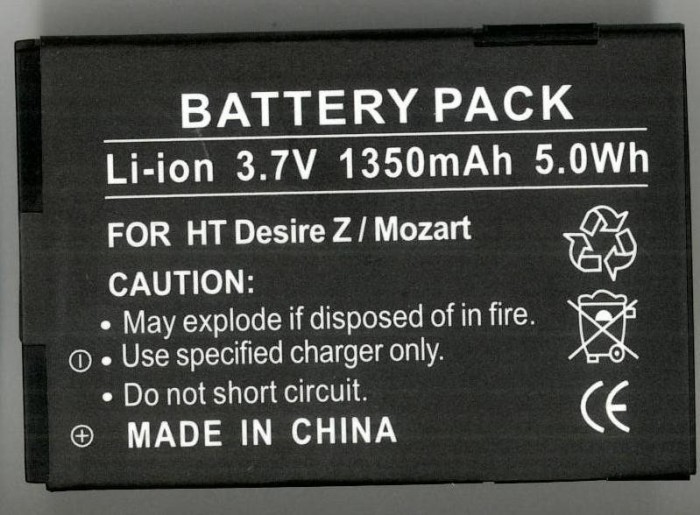 BATTERY PACK
Li-ion 3.7V 1350mAh 5.0Wh
FOR HT Desire Z / Mozart
CAUTION:
• May explode if disposed of in fire.
• Use specified charger only.
• Do not short circuit.
MADE IN CHINA
CE